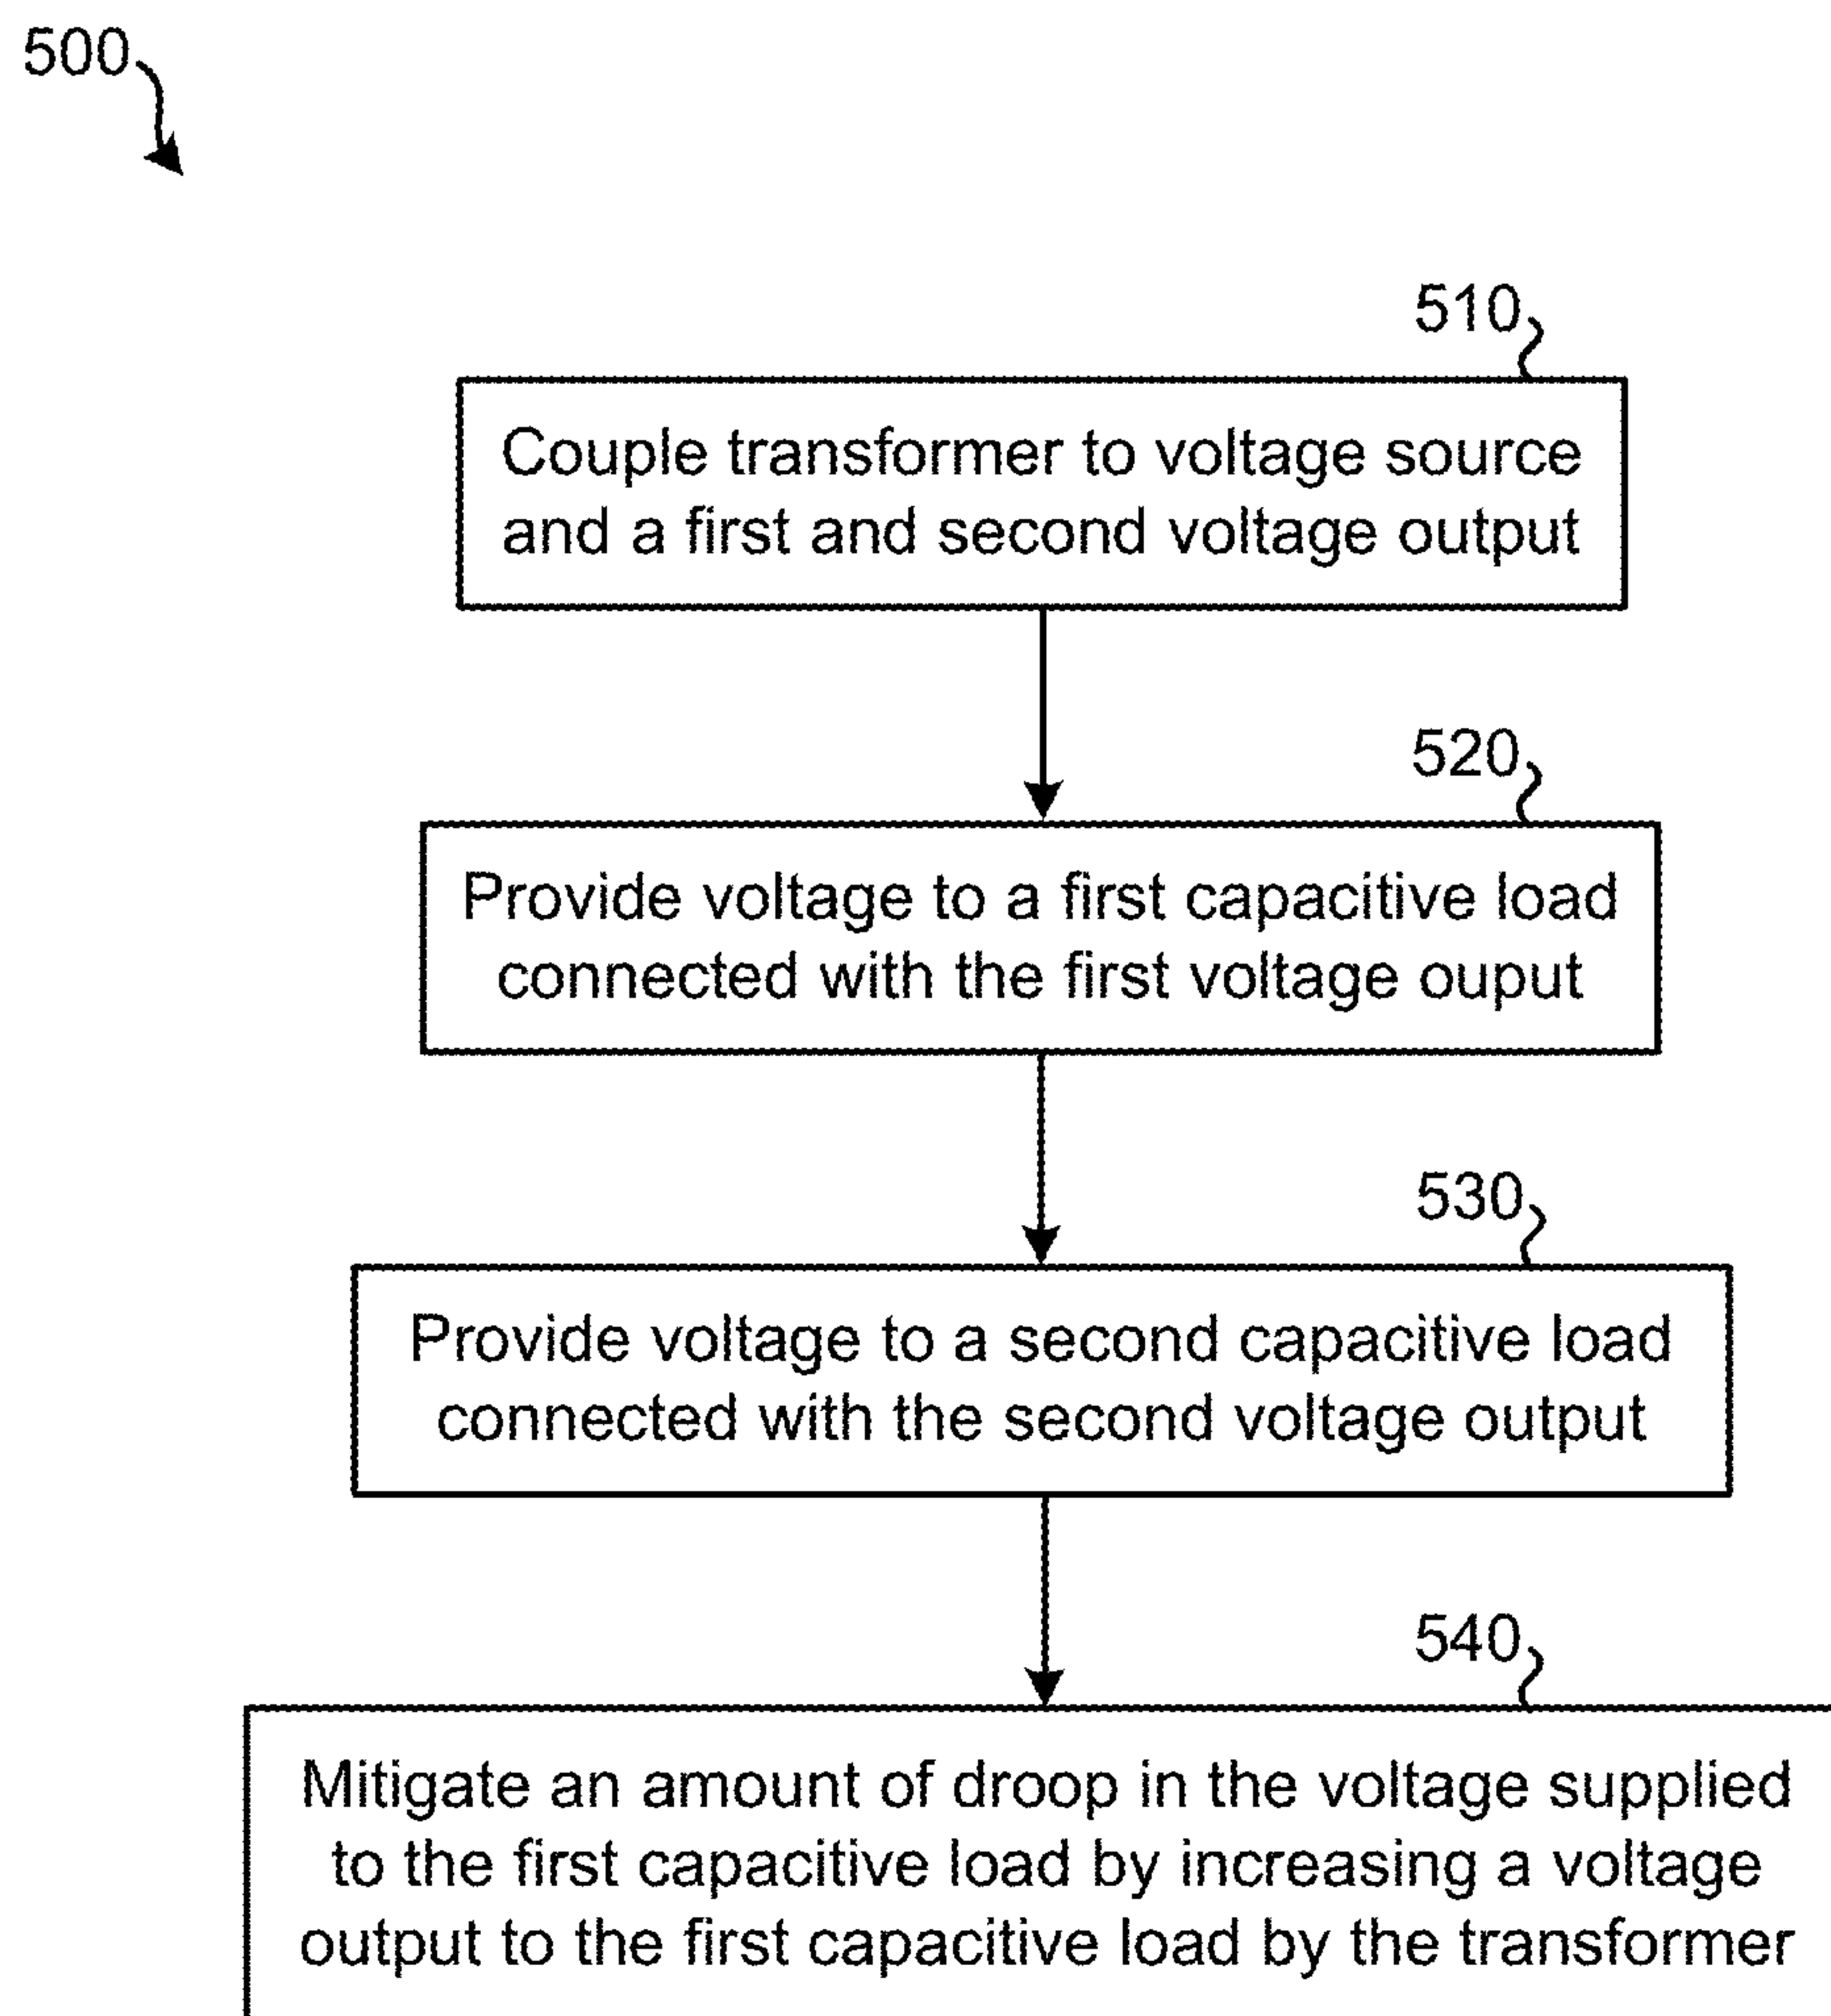 500
510
Couple transformer to voltage source
and a first and second voltage output
520
Provide voltage to a first capacitive load
connected with the first voltage ouput
530
Provide voltage to a second capacitive load
connected with the second voltage output
540
Mitigate an amount of droop in the voltage supplied
to the first capacitive load by increasing a voltage
output to the first capacitive load by the transformer